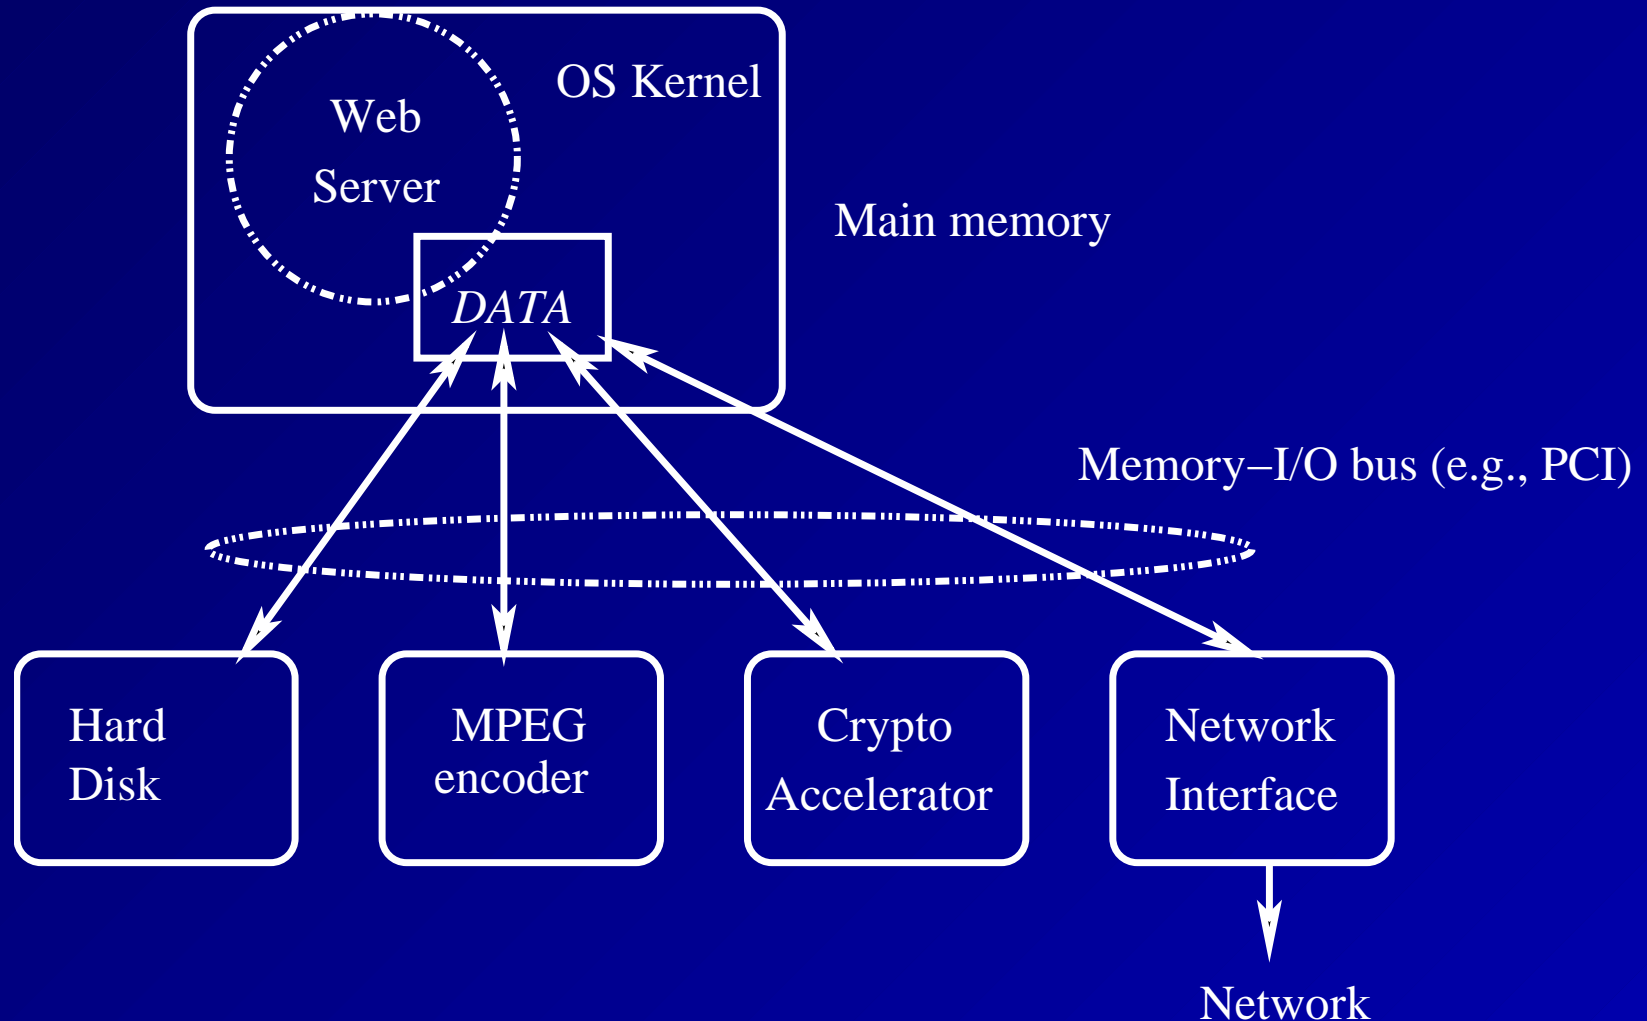 OS Kernel
Web
Server
Main memory
DATA
Memory–I/O bus (e.g., PCI)
Hard
Disk
MPEG
encoder
Crypto
Accelerator
Network
Interface
Network